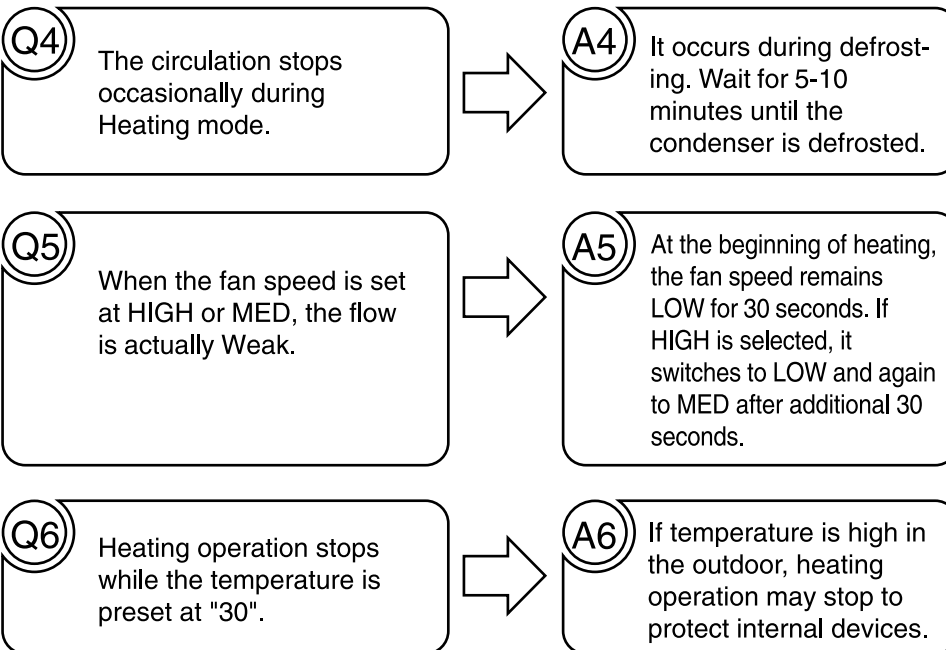 Q4
The circulation stops
occasionally during
Heating mode.
A4
It occurs during defrost-
ing. Wait for 5-10
minutes until the
condenser is defrosted.
Q5
When the fan speed is set
at HIGH or MED, the flow
is actually Weak.
A5
At the beginning of heating,
the fan speed remains
LOW for 30 seconds. If
HIGH is selected, it
switches to LOW and again
to MED after additional 30
seconds.
Q6
Heating operation stops
while the temperature is
preset at "30".
A6
If temperature is high in
the outdoor, heating
operation may stop to
protect internal devices.